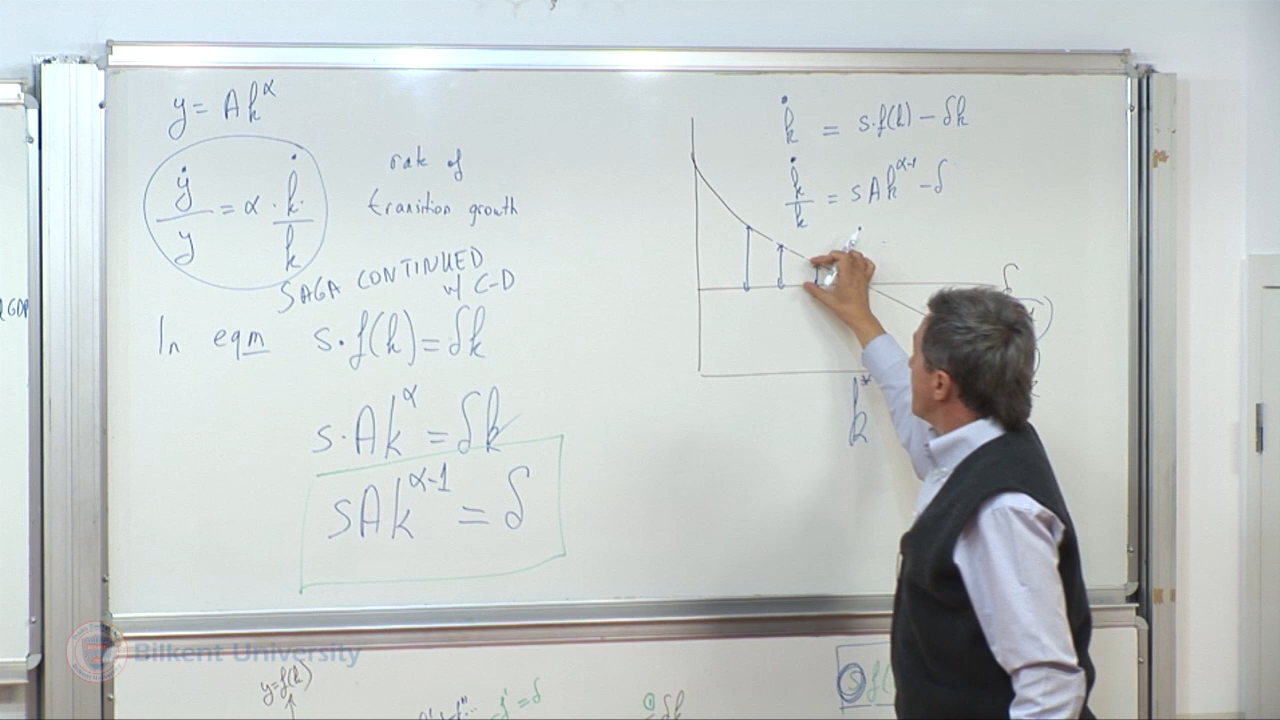 y = Ak^α
ẏ/y = α · k̇/k
rate of
transition growth
SAGA CONTINUED
w/ C-D
In eqm s·f(k) = δk
s·Ak^α = δk
sAk^(α-1) = δ
k̇ = s·f(k) − δk
k̇/k = sAk^(α-1) − δ
δ
k*
Bilkent University
y=f(k)
= δ
δk
s f(